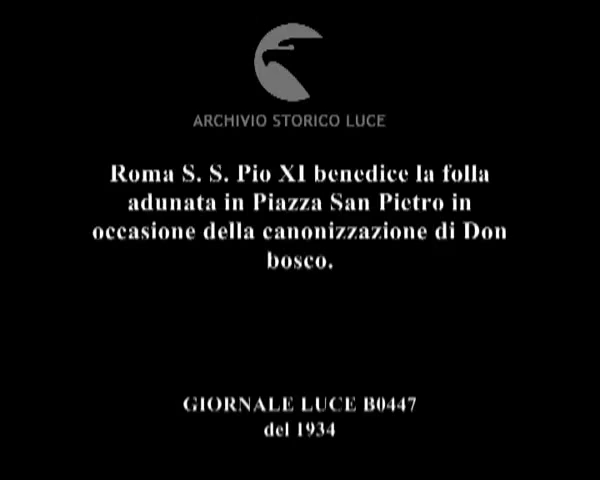 ARCHIVIO STORICO LUCE
Roma S. S. Pio XI benedice la folla
adunata in Piazza San Pietro in
occasione della canonizzazione di Don
bosco.
GIORNALE LUCE B0447
del 1934